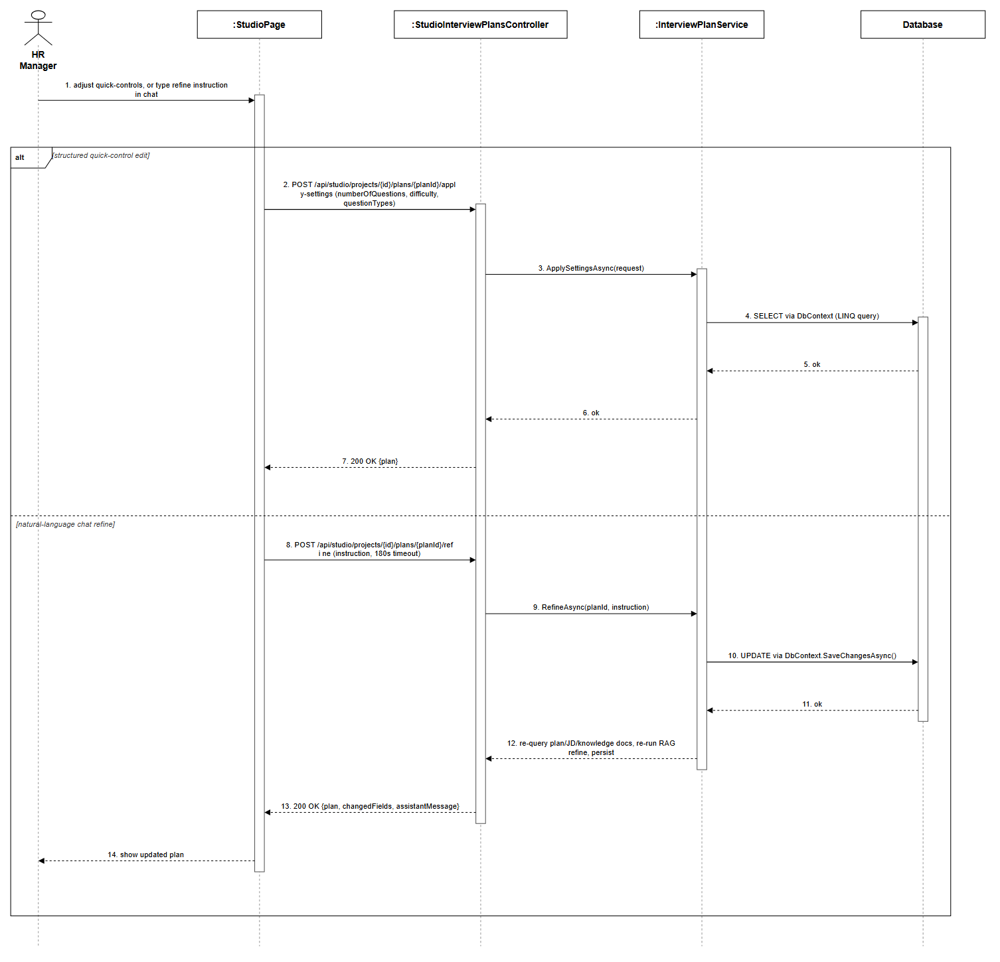 HR
Manager
:StudioPage
:StudioInterviewPlansController
:InterviewPlanService
Database
1. adjust quick-controls, or type refine instruction
in chat
alt
[structured quick-control edit]
2. POST /api/studio/projects/{id}/plans/{planId}/appl
y-settings (numberOfQuestions, difficulty,
questionTypes)
3. ApplySettingsAsync(request)
4. SELECT via DbContext (LINQ query)
5. ok
6. ok
7. 200 OK {plan}
[natural-language chat refine]
8. POST /api/studio/projects/{id}/plans/{planId}/ref
i ne (instruction, 180s timeout)
9. RefineAsync(planId, instruction)
10. UPDATE via DbContext.SaveChangesAsync()
11. ok
12. re-query plan/JD/knowledge docs, re-run RAG
refine, persist
13. 200 OK {plan, changedFields, assistantMessage}
14. show updated plan